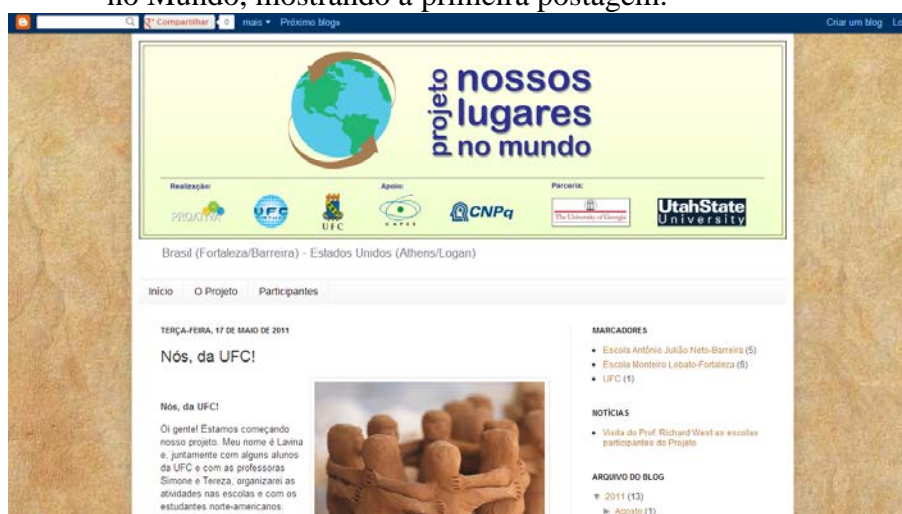 no Mundo, mostrando a primeira postagem.
Compartilhar 0 mais Próximo blog» Criar um blog
projeto
nossos
lugares
no mundo
Realização: Apoio: Parceria:
PROATIVA UFC VIRTUAL UFC CAPES CNPq The University of Georgia UtahState University
Brasil (Fortaleza/Barreira) - Estados Unidos (Athens/Logan)
Início O Projeto Participantes
TERÇA-FEIRA, 17 DE MAIO DE 2011
Nós, da UFC!
Nós, da UFC!
Oi gente! Estamos começando
nosso projeto. Meu nome é Lavina
e, juntamente com alguns alunos
da UFC e com as professoras
Simone e Tereza, organizarei as
atividades nas escolas e com os
estudantes norte-americanos.
MARCADORES
Escola Antônio Julião Neto-Barreira (5)
Escola Monteiro Lobato-Fortaleza (6)
UFC (1)
NOTÍCIAS
Visita do Prof. Richard West as escolas
participantes do Projeto
ARQUIVO DO BLOG
▼ 2011 (13)
► Agosto (1)